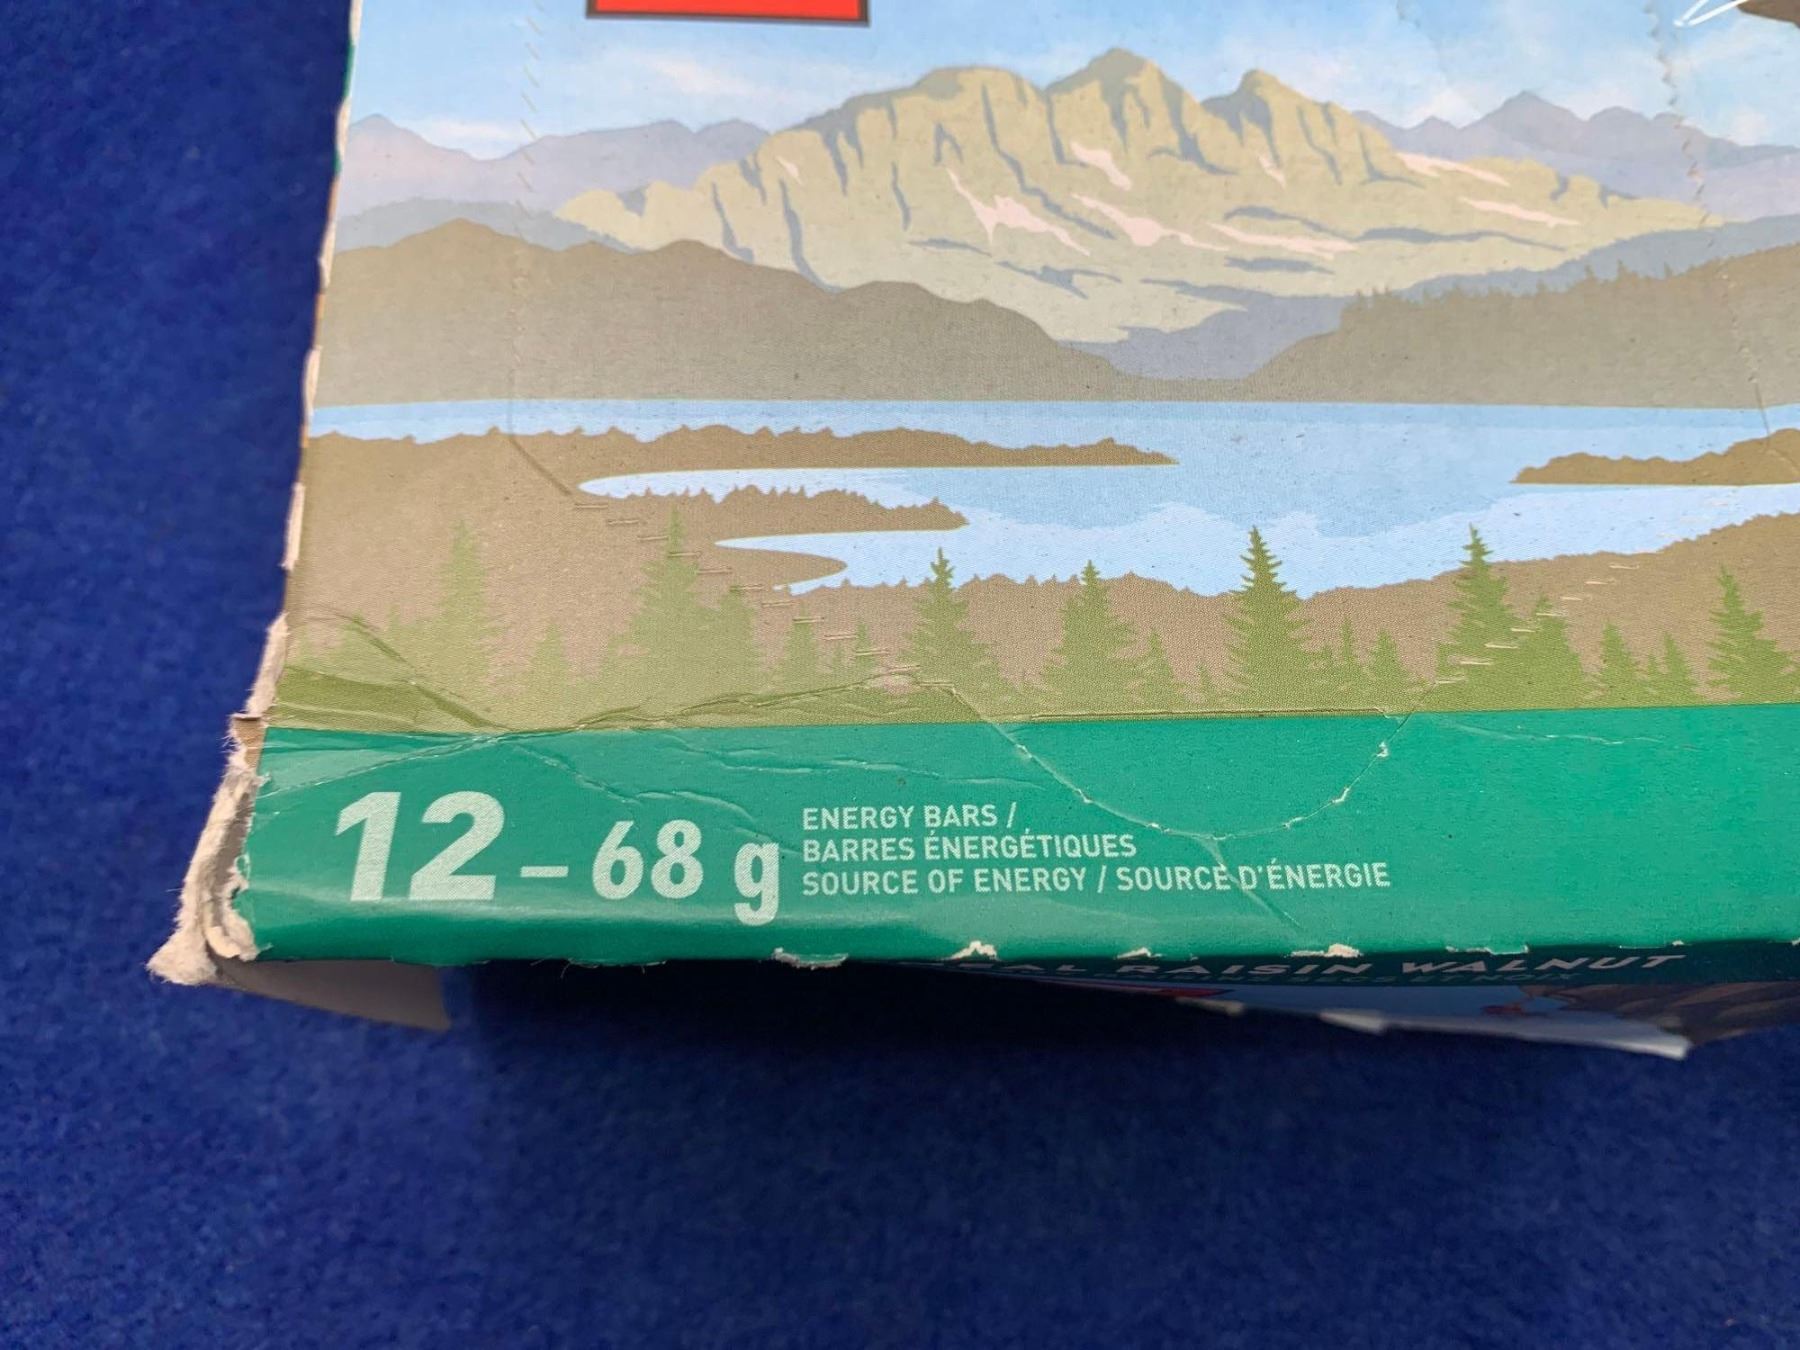 12 – 68 g
ENERGY BARS /
BARRES ÉNERGÉTIQUES
SOURCE OF ENERGY / SOURCE D'ÉNERGIE
RAISIN WALNUT